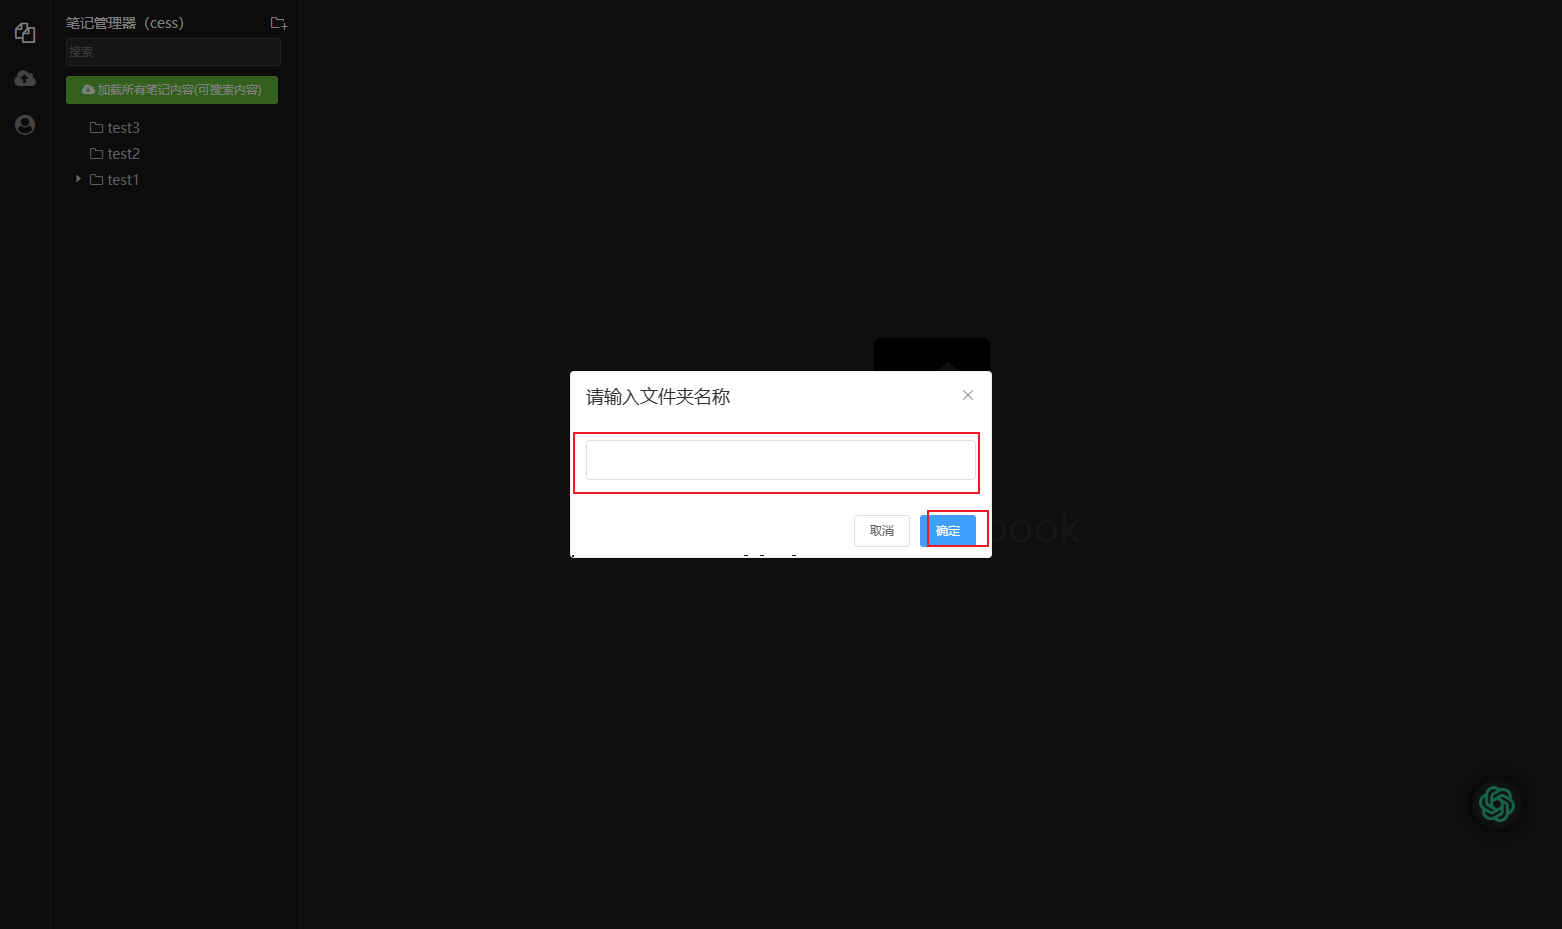 笔记管理器（cess）
搜索
加载所有笔记内容(可搜索内容)
test3
test2
test1
请输入文件夹名称
取消
确定
book